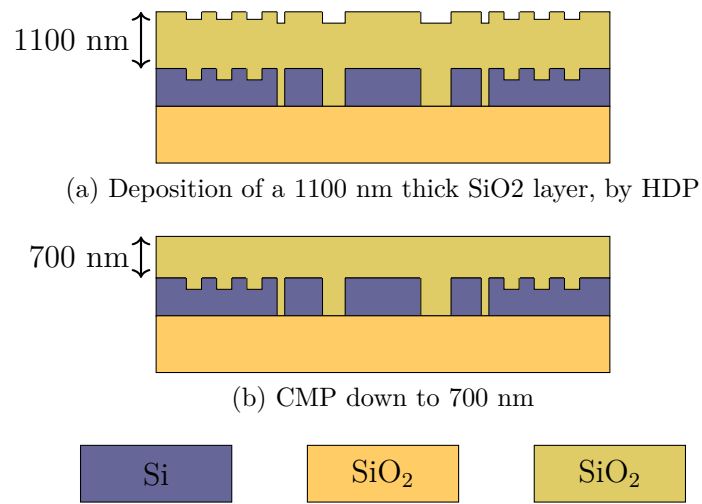 1100 nm
(a) Deposition of a 1100 nm thick SiO2 layer, by HDP
700 nm
(b) CMP down to 700 nm
Si
SiO₂
SiO₂